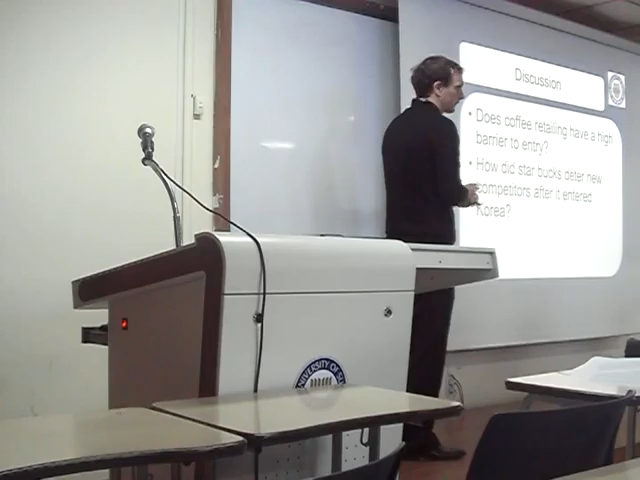 Discussion
• Does coffee retailing have a high
barrier to entry?
• How did star bucks deter new
competitors after it entered
Korea?
UNIVERSITY OF